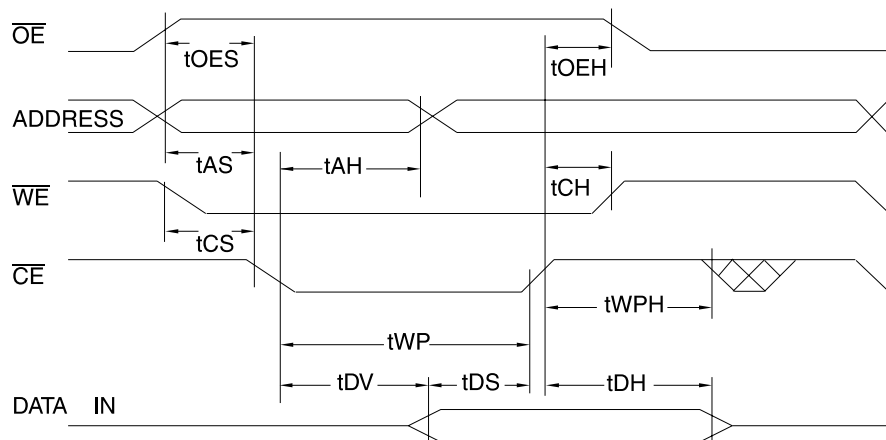 OE
tOES
tOEH
ADDRESS
tAS
tAH
tCH
WE
tCS
CE
tWPH
tWP
tDV
tDS
tDH
DATA IN